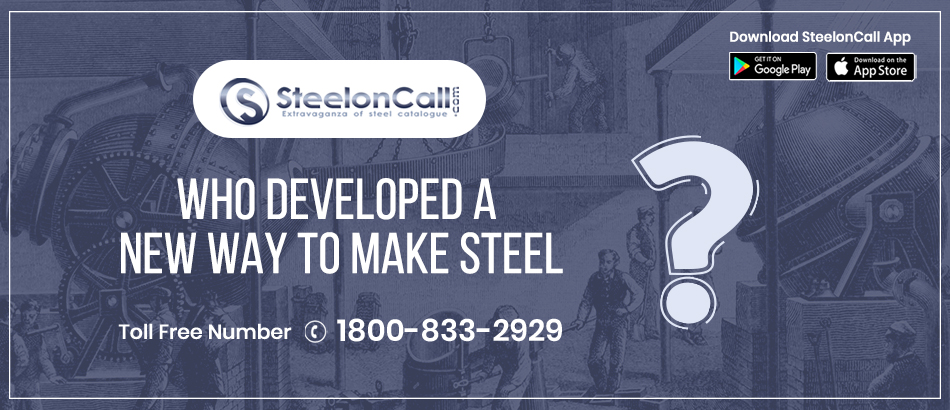 Download SteelonCall App
GET IT ON
Google Play
Download on the
App Store
SteelonCall
.com
Extravaganza of steel catalogue
WHO DEVELOPED A
NEW WAY TO MAKE STEEL
?
Toll Free Number 1800-833-2929